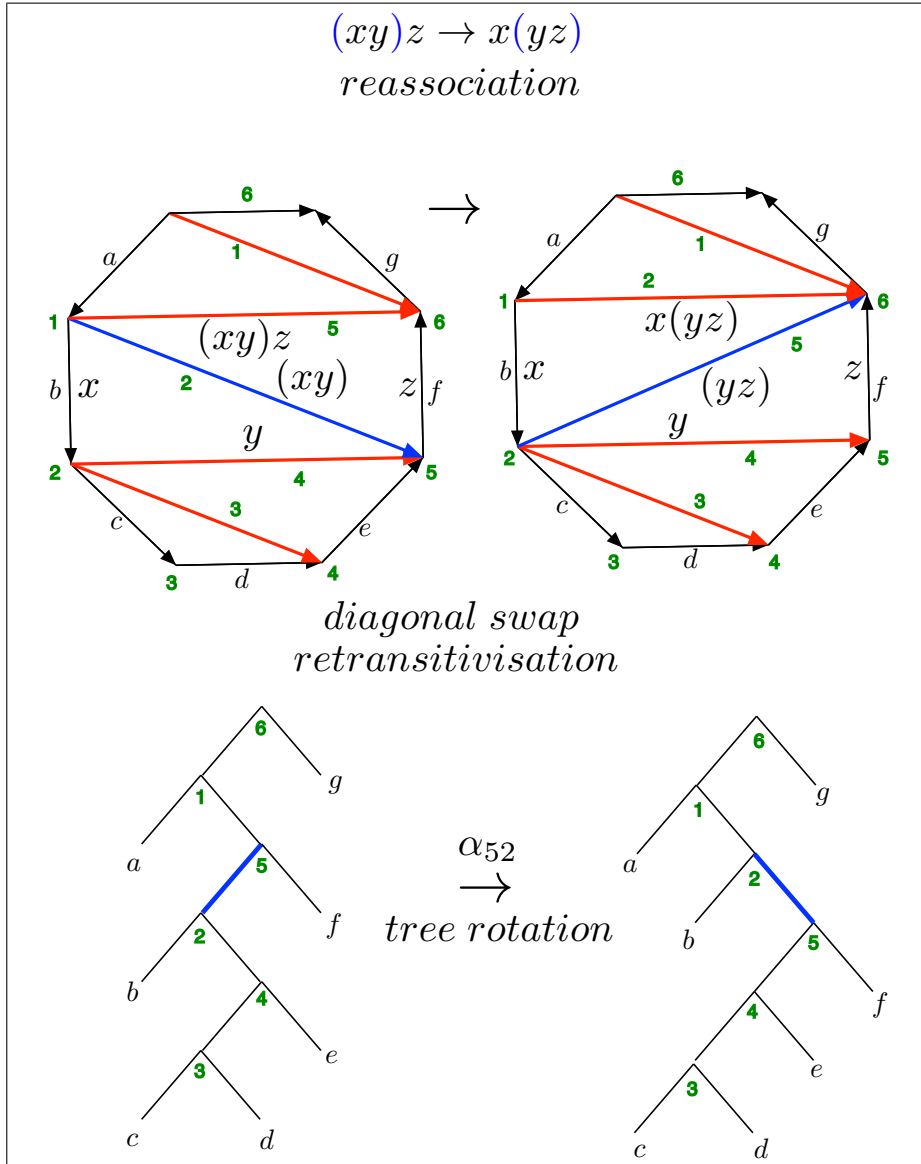 (xy)z → x(yz)
reassociation
6
a
1
g
1
5
6
(xy)z
b
x
2
(xy)
z
f
y
2
4
5
c
3
e
3
d
4
→
6
a
1
g
1
2
6
x(yz)
5
b
x
(yz)
z
f
y
2
4
5
c
3
e
3
d
4
diagonal swap
retransitivisation
6
g
1
a
5
f
2
b
4
e
3
c
d
α52
→
tree rotation
6
g
1
a
2
b
5
f
4
e
3
c
d